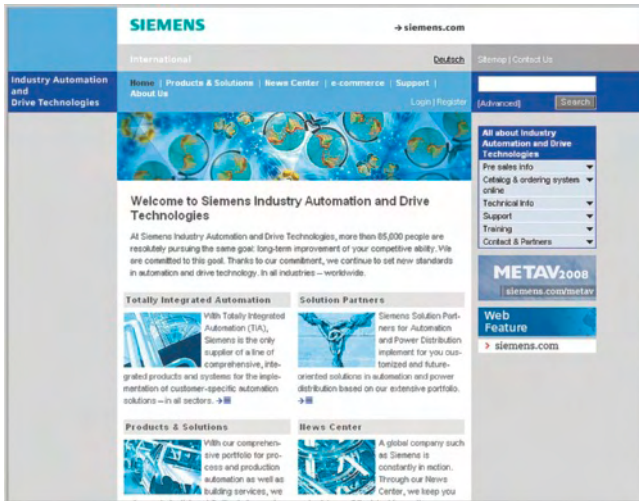 SIEMENS
→ siemens.com
International
Deutsch
Sitemap | Contact Us
Industry Automation
and
Drive Technologies
Home | Products & Solutions | News Center | e-commerce | Support |
About Us
Login | Register
[Advanced]
Search
All about Industry
Automation and Drive
Technologies
Pre sales info
Catalog & ordering system
online
Technical Info
Support
Training
Contact & Partners
METAV2008
siemens.com/metav
Web
Feature
> siemens.com
Welcome to Siemens Industry Automation and Drive
Technologies
At Siemens Industry Automation and Drive Technologies, more than 85,000 people are
resolutely pursuing the same goal: long-term improvement of your competitive ability. We
are committed to this goal. Thanks to our commitment, we continue to set new standards
in automation and drive technology. In all industries – worldwide.
Totally Integrated Automation
With Totally Integrated
Automation (TIA),
Siemens is the only
supplier of a line of
comprehensive, inte-
grated products and systems for the imple-
mentation of customer-specific automation
solutions – in all sectors. →
Solution Partners
Siemens Solution Part-
ners for Automation
and Power Distribution
implement for you cus-
tomized and future-
oriented solutions in automation and power
distribution based on our extensive portfolio.
→
Products & Solutions
With our comprehen-
sive portfolio for pro-
cess and production
automation as well as
building services, we
News Center
A global company such
as Siemens is
constantly in motion.
Through our News
Center, we keep you